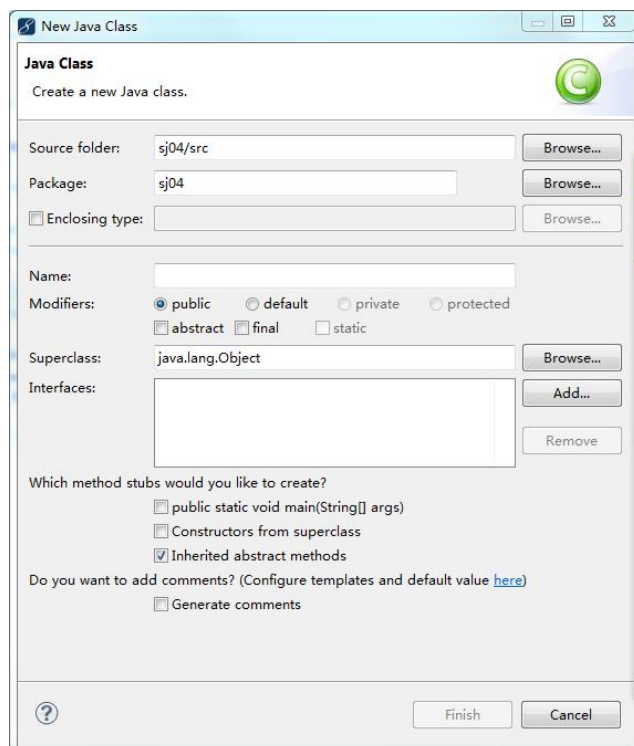 New Java Class
Java Class
Create a new Java class.
Source folder: sj04/src Browse...
Package: sj04 Browse...
Enclosing type: Browse...
Name:
Modifiers: public default private protected
abstract final static
Superclass: java.lang.Object Browse...
Interfaces: Add...
Remove
Which method stubs would you like to create?
public static void main(String[] args)
Constructors from superclass
Inherited abstract methods
Do you want to add comments? (Configure templates and default value here)
Generate comments
Finish Cancel